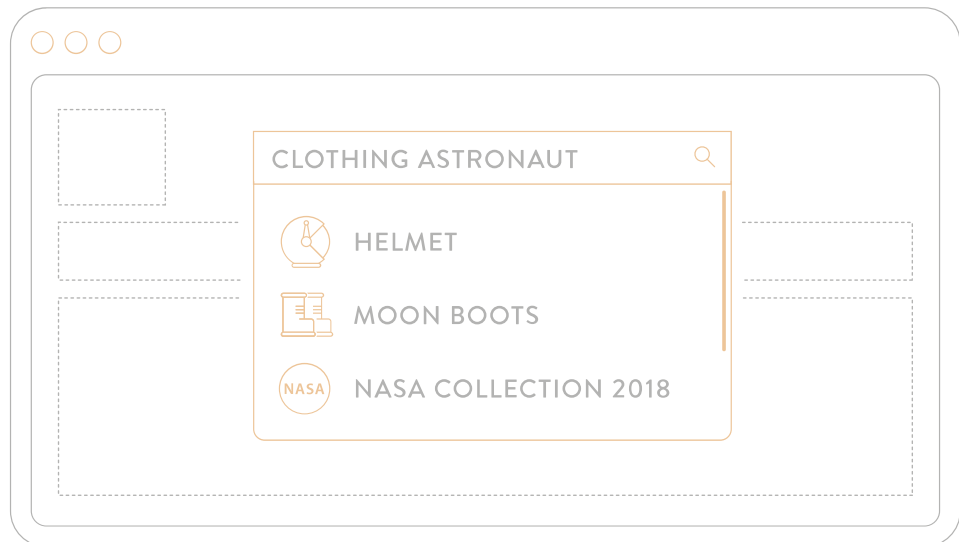 CLOTHING ASTRONAUT
HELMET
MOON BOOTS
NASA
NASA COLLECTION 2018